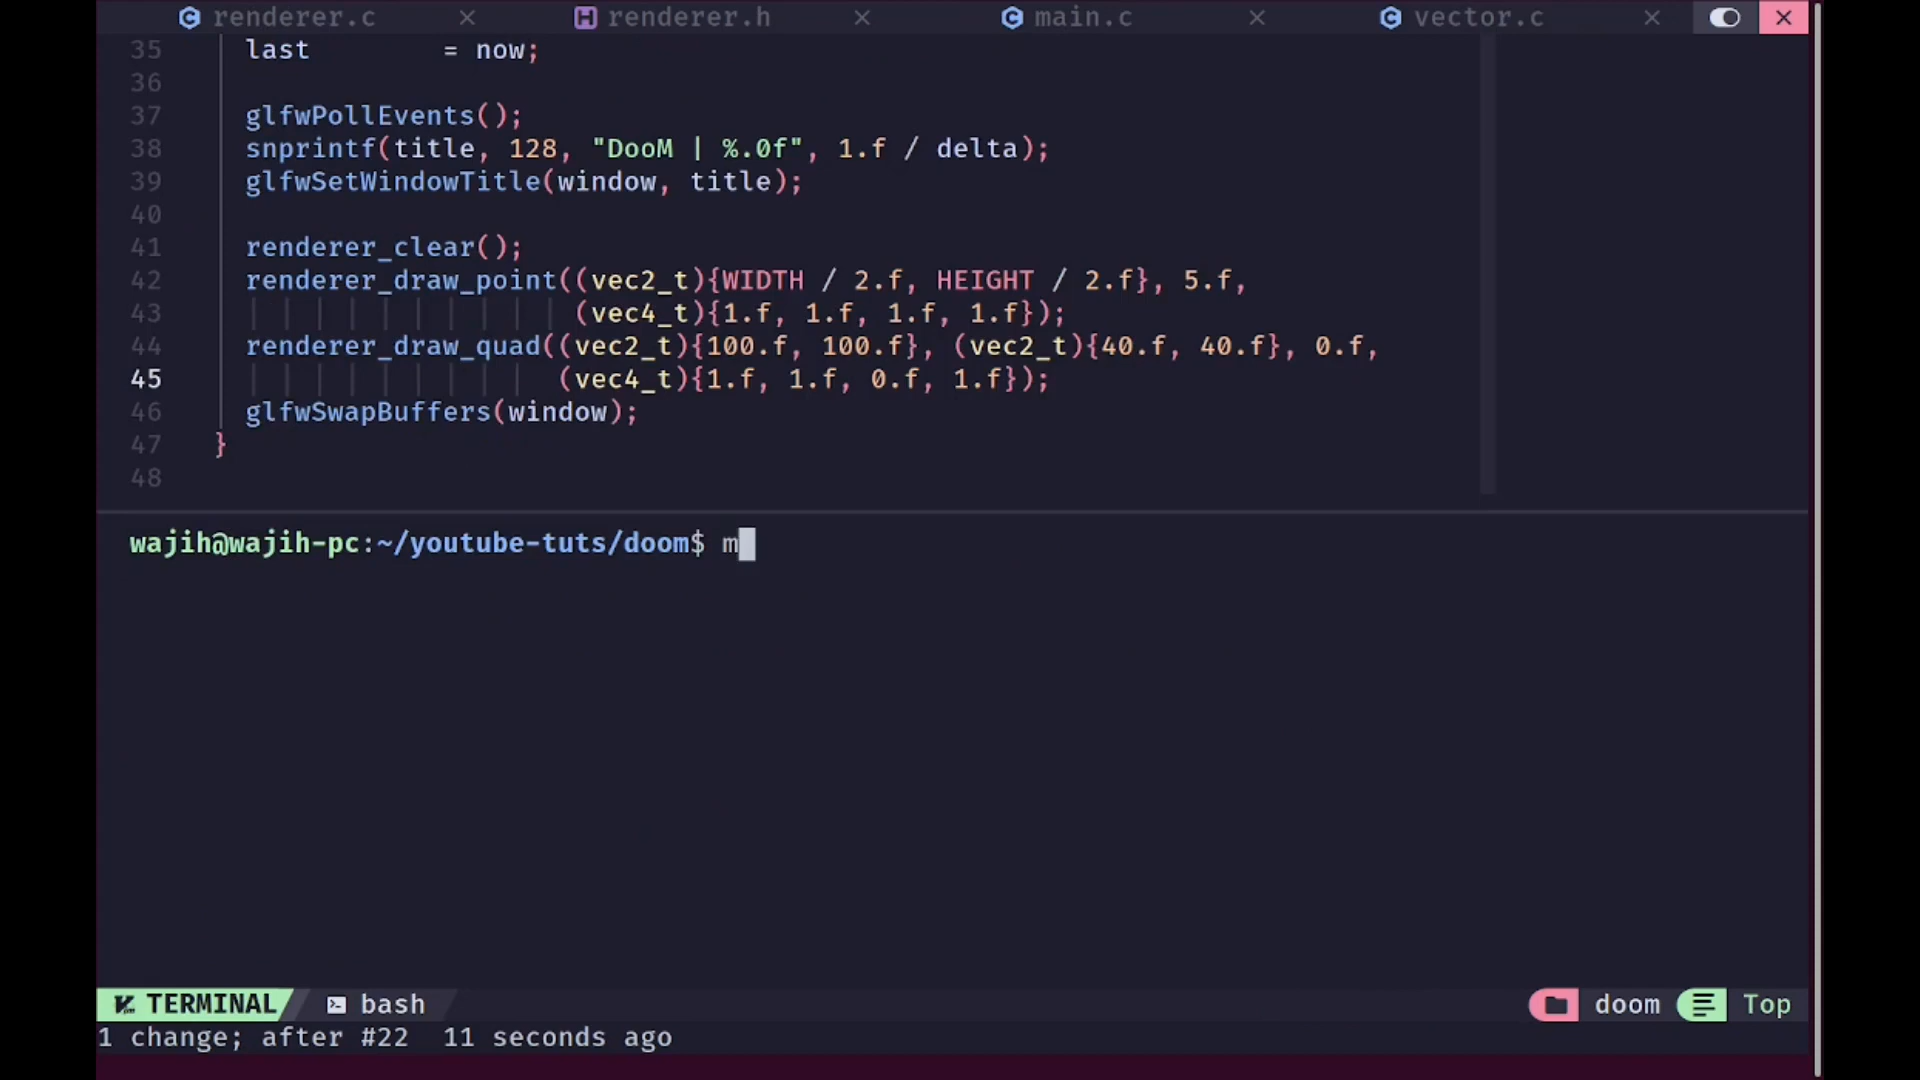 renderer.c × renderer.h × main.c × vector.c ×
35 last = now;
36
37 glfwPollEvents();
38 snprintf(title, 128, "DooM | %.0f", 1.f / delta);
39 glfwSetWindowTitle(window, title);
40
41 renderer_clear();
42 renderer_draw_point((vec2_t){WIDTH / 2.f, HEIGHT / 2.f}, 5.f,
43 (vec4_t){1.f, 1.f, 1.f, 1.f});
44 renderer_draw_quad((vec2_t){100.f, 100.f}, (vec2_t){40.f, 40.f}, 0.f,
45 (vec4_t){1.f, 1.f, 0.f, 1.f});
46 glfwSwapBuffers(window);
47 }
48
wajih@wajih-pc:~/youtube-tuts/doom$ m
TERMINAL bash doom Top
1 change; after #22 11 seconds ago